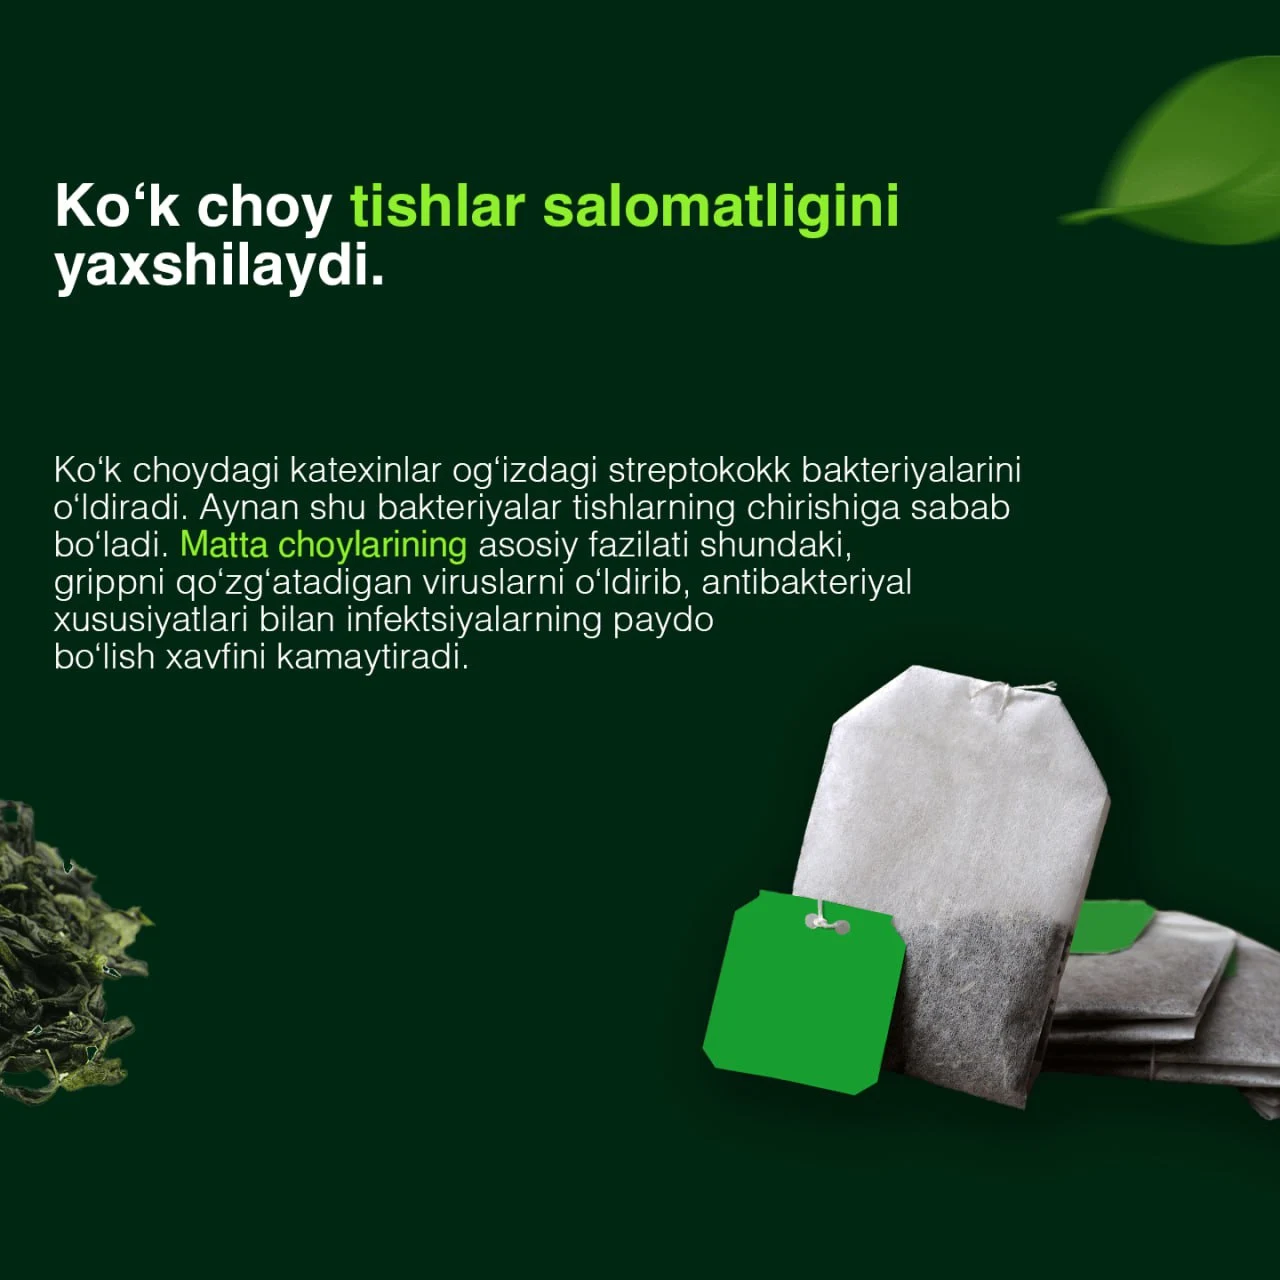 Ko‘k choy tishlar salomatligini
yaxshilaydi.
Ko‘k choydagi katexinlar og‘izdagi streptokokk bakteriyalarini
o‘ldiradi. Aynan shu bakteriyalar tishlarning chirishiga sabab
bo‘ladi. Matta choylarining asosiy fazilati shundaki,
grippni qo‘zg‘atadigan viruslarni o‘ldirib, antibakteriyal
xususiyatlari bilan infektsiyalarning paydo
bo‘lish xavfini kamaytiradi.